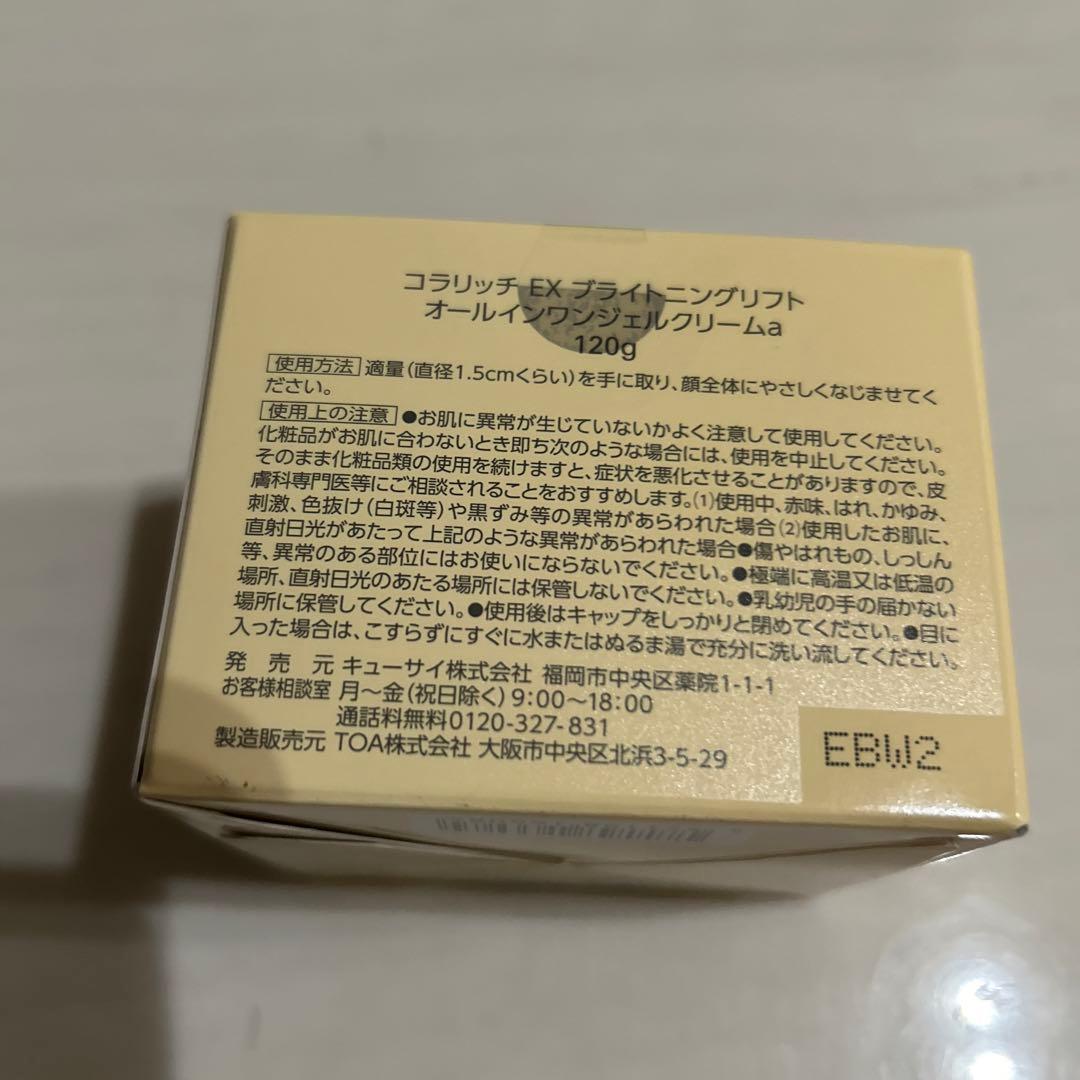 コラリッチ EX ブライトニングリフト
オールインワンジェルクリームa
120g
使用方法 適量(直径1.5cmくらい)を手に取り、顔全体にやさしくなじませてく
ださい。
使用上の注意 ●お肌に異常が生じていないかよく注意して使用してください。
化粧品がお肌に合わないとき即ち次のような場合には、使用を中止してください。
そのまま化粧品類の使用を続けますと、症状を悪化させることがありますので、皮
膚科専門医等にご相談されることをおすすめします。(1)使用中、赤味、はれ、かゆみ、
刺激、色抜け(白斑等)や黒ずみ等の異常があらわれた場合(2)使用したお肌に、
直射日光があたって上記のような異常があらわれた場合●傷やはれもの、しっしん
等、異常のある部位にはお使いにならないでください。●極端に高温又は低温の
場所、直射日光のあたる場所には保管しないでください。●乳幼児の手の届かない
場所に保管してください。●使用後はキャップをしっかりと閉めてください。●目に
入った場合は、こすらずにすぐに水またはぬるま湯で充分に洗い流してください。
発売元 キューサイ株式会社 福岡市中央区薬院1-1-1
お客様相談室 月~金(祝日除く)9:00~18:00
通話料無料0120-327-831
製造販売元 TOA株式会社 大阪市中央区北浜3-5-29
EBW2